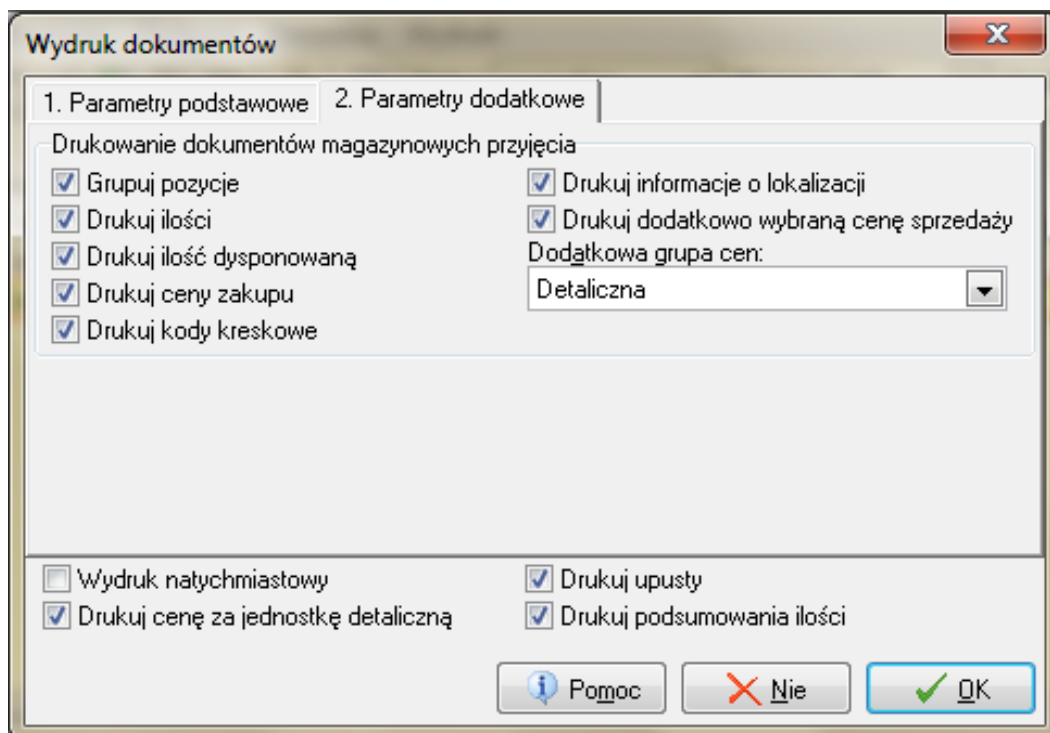 Wydruk dokumentów
1. Parametry podstawowe
2. Parametry dodatkowe
Drukowanie dokumentów magazynowych przyjęcia
Grupuj pozycje
Drukuj ilości
Drukuj ilość dysponowaną
Drukuj ceny zakupu
Drukuj kody kreskowe
Drukuj informacje o lokalizacji
Drukuj dodatkowo wybraną cenę sprzedaży
Dodatkowa grupa cen:
Detaliczna
Wydruk natychmiastowy
Drukuj cenę za jednostkę detaliczną
Drukuj upusty
Drukuj podsumowania ilości
Pomoc
Nie
OK